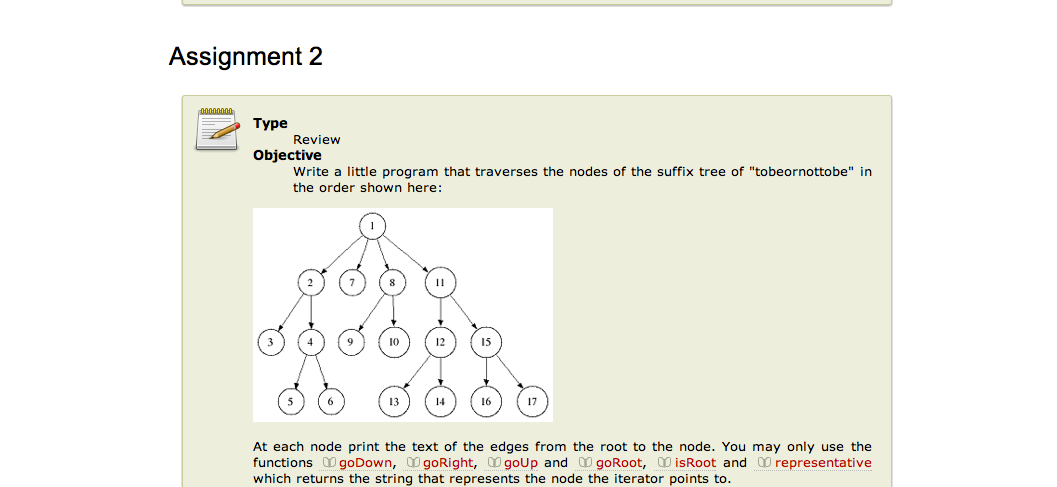 Assignment 2
Type
Review
Objective
Write a little program that traverses the nodes of the suffix tree of "tobeornottobe" in
the order shown here:
1
2 7 8 11
3 4 9 10 12 15
5 6 13 14 16 17
At each node print the text of the edges from the root to the node. You may only use the
functions goDown, goRight, goUp and goRoot, isRoot and representative
which returns the string that represents the node the iterator points to.